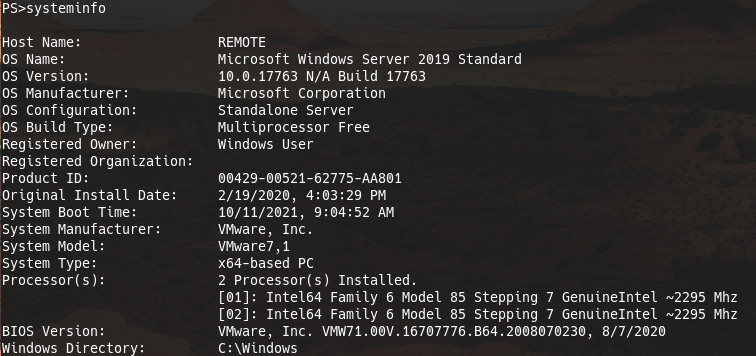 PS>systeminfo
Host Name: REMOTE
OS Name: Microsoft Windows Server 2019 Standard
OS Version: 10.0.17763 N/A Build 17763
OS Manufacturer: Microsoft Corporation
OS Configuration: Standalone Server
OS Build Type: Multiprocessor Free
Registered Owner: Windows User
Registered Organization:
Product ID: 00429-00521-62775-AA801
Original Install Date: 2/19/2020, 4:03:29 PM
System Boot Time: 10/11/2021, 9:04:52 AM
System Manufacturer: VMware, Inc.
System Model: VMware7,1
System Type: x64-based PC
Processor(s): 2 Processor(s) Installed.
[01]: Intel64 Family 6 Model 85 Stepping 7 GenuineIntel ~2295 Mhz
[02]: Intel64 Family 6 Model 85 Stepping 7 GenuineIntel ~2295 Mhz
BIOS Version: VMware, Inc. VMW71.00V.16707776.B64.2008070230, 8/7/2020
Windows Directory: C:\Windows